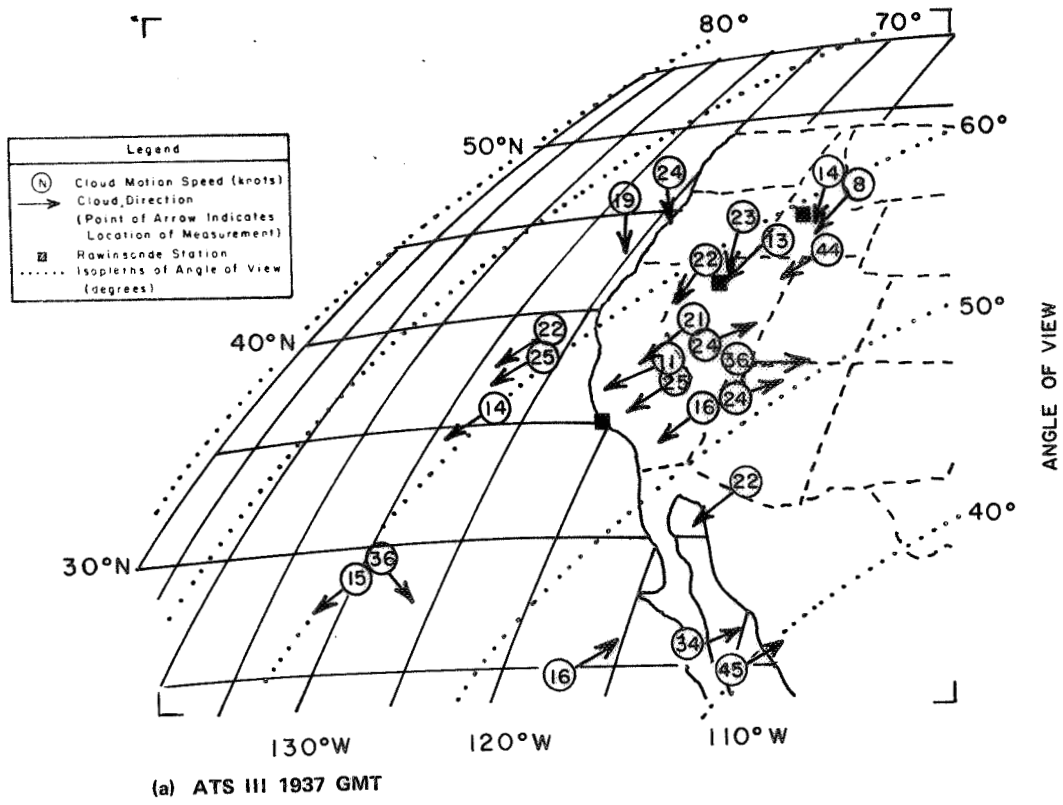 80°
70°
Legend
N Cloud Motion Speed (knots)
Cloud, Direction
(Point of Arrow Indicates
Location of Measurement)
Rawinsonde Station
Isopleths of Angle of View
(degrees)
50°N
60°
24
14
8
19
23
13
44
22
50°
40°N
21
22
24
25
11
36
25
24
14
16
ANGLE OF VIEW
22
40°
30°N
36
15
34
16
45
130°W
120°W
110°W
(a) ATS III 1937 GMT